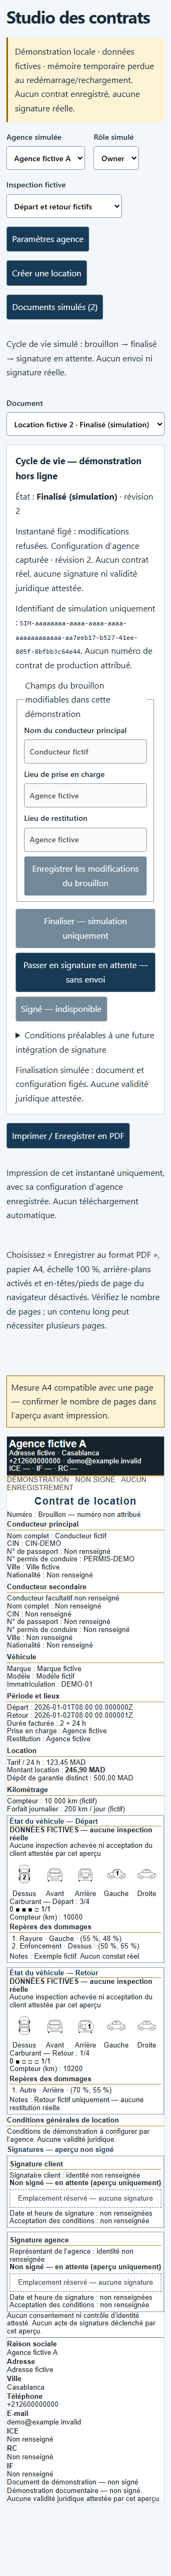 Studio des contrats
Démonstration locale · données
fictives · mémoire temporaire perdue
au redémarrage/rechargement.
Aucun contrat enregistré, aucune
signature réelle.
Agence simulée
Rôle simulé
Agence fictive A
Owner
Inspection fictive
Départ et retour fictifs
Paramètres agence
Créer une location
Documents simulés (2)
Cycle de vie simulé : brouillon → finalisé
→ signature en attente. Aucun envoi ni
signature réelle.
Document
Location fictive 2 · Finalisé (simulation)
Cycle de vie — démonstration
hors ligne
État : Finalisé (simulation) · révision
2
Instantané figé : modifications
refusées. Configuration d'agence
capturée · révision 2. Aucun contrat
réel, aucune signature ni validité
juridique attestée.
Identifiant de simulation uniquement
: SIM-aaaaaaaa-aaaa-aaaa-aaaa-
aaaaaaaaaaaa-aa7eeb17-b527-41ee-
805f-8bfbb3c64e44. Aucun numéro de
contrat de production attribué.
Champs du brouillon
modifiables dans cette
démonstration
Nom du conducteur principal
Conducteur fictif
Lieu de prise en charge
Agence fictive
Lieu de restitution
Agence fictive
Enregistrer les modifications
du brouillon
Finaliser — simulation
uniquement
Passer en signature en attente —
sans envoi
Signé — indisponible
▶ Conditions préalables à une future
intégration de signature
Finalisation simulée : document et
configuration figés. Aucune validité
juridique attestée.
Imprimer / Enregistrer en PDF
Impression de cet instantané uniquement,
avec sa configuration d'agence
enregistrée. Aucun téléchargement
automatique.
Choisissez « Enregistrer au format PDF »,
papier A4, échelle 100 %, arrière-plans
activés et en-têtes/pieds de page du
navigateur désactivés. Vérifiez le nombre
de pages ; un contenu long peut
nécessiter plusieurs pages.
Mesure A4 compatible avec une page
— confirmer le nombre de pages dans
l'aperçu avant impression.
Agence fictive A
Adresse fictive · Casablanca
+212600000000 · demo@example.invalid
ICE — · IF — · RC —
DÉMONSTRATION · NON SIGNÉ · AUCUN
ENREGISTREMENT
Contrat de location
Numéro : Brouillon — numéro non attribué
Conducteur principal
Nom complet : Conducteur fictif
CIN : CIN-DEMO
N° de passeport : Non renseigné
N° permis de conduire : PERMIS-DEMO
Ville : Ville fictive
Nationalité : Non renseigné
Conducteur secondaire
Conducteur facultatif non renseigné
Nom complet : Non renseigné
CIN : Non renseigné
N° de passeport : Non renseigné
N° permis de conduire : Non renseigné
Ville : Non renseigné
Nationalité : Non renseigné
Véhicule
Marque : Marque fictive
Modèle : Modèle fictif
Immatriculation : DEMO-01
Période et lieux
Départ : 2026-01-01T08:00:00.000000Z
Retour : 2026-01-02T08:00:00.000001Z
Durée facturée : 2 × 24 h
Prise en charge : Agence fictive
Restitution : Agence fictive
Location
Tarif / 24 h : 123,45 MAD
Montant location : 246,90 MAD
Dépôt de garantie distinct : 500,00 MAD
Kilométrage
Compteur : 10 000 km (fictif)
Forfait journalier : 200 km / jour (fictif)
État du véhicule — Départ
DONNÉES FICTIVES — aucune inspection
réelle
Aucune inspection achevée ni acceptation du
client attestée par cet aperçu
2
1
Dessus Avant Arrière Gauche Droite
Carburant — Départ : 3/4
0 ■ ■ ■ □ 1/1
Compteur (km) : 10000
Repères des dommages
1. Rayure · Gauche · (55 %, 48 %)
2. Enfoncement · Dessus · (50 %, 65 %)
Notes : Exemple fictif. Aucun constat réel.
État du véhicule — Retour
DONNÉES FICTIVES — aucune inspection
réelle
Aucune inspection achevée ni acceptation du
client attestée par cet aperçu
1
Dessus Avant Arrière Gauche Droite
Carburant — Retour : 1/4
0 ■ □ □ □ 1/1
Compteur (km) : 10200
Repères des dommages
1. Autre · Arrière · (70 %, 55 %)
Notes : Retour fictif uniquement — aucune
restitution réelle.
Conditions générales de location
Conditions de démonstration à configurer par
l'agence. Aucune validité juridique.
Signatures — aperçu non signé
Signature client
Signataire client : identité non renseignée
Non signé — en attente (aperçu uniquement)
Emplacement réservé — aucune signature
Date et heure de signature : non renseignées
Acceptation des conditions : non renseignée
Signature agence
Représentant de l'agence : identité non
renseignée
Non signé — en attente (aperçu uniquement)
Emplacement réservé — aucune signature
Date et heure de signature : non renseignées
Acceptation des conditions : non renseignée
Aucun consentement ni contrôle d'identité
attesté. Aucun acte de signature déclenché par
cet aperçu.
Raison sociale
Agence fictive A
Adresse
Adresse fictive
Ville
Casablanca
Téléphone
+212600000000
E-mail
demo@example.invalid
ICE
Non renseigné
RC
Non renseigné
IF
Non renseigné
Document de démonstration — non signé
Démonstration documentaire — non signé.
Aucune validité juridique attestée par cet aperçu.